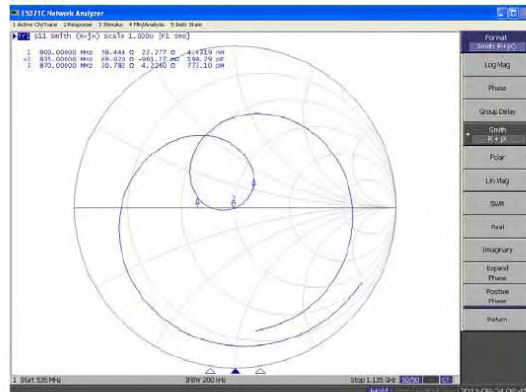 E5071C Network Analyzer
1 Active Ch/Trace 2 Response 3 Stimulus 4 Mkr/Analysis 5 Instr State
Tr1 S11 Smith (R+jX) Scale 1.000U [F1 Smo]
1 800.00000 MHz 38.444 Ω 22.277 Ω 4.4319 nH
>2 835.00000 MHz 49.020 Ω -961.27 mΩ 198.29 pF
3 870.00000 MHz 30.782 Ω 4.2260 Ω 773.10 pH
Format
Smith (R+jX)
Log Mag
Phase
Group Delay
Smith
R + jX
Polar
Lin Mag
SWR
Real
Imaginary
Expand
Phase
Positive
Phase
Return
1 Start 535 MHz IFBW 200 kHz Stop 1.135 GHz